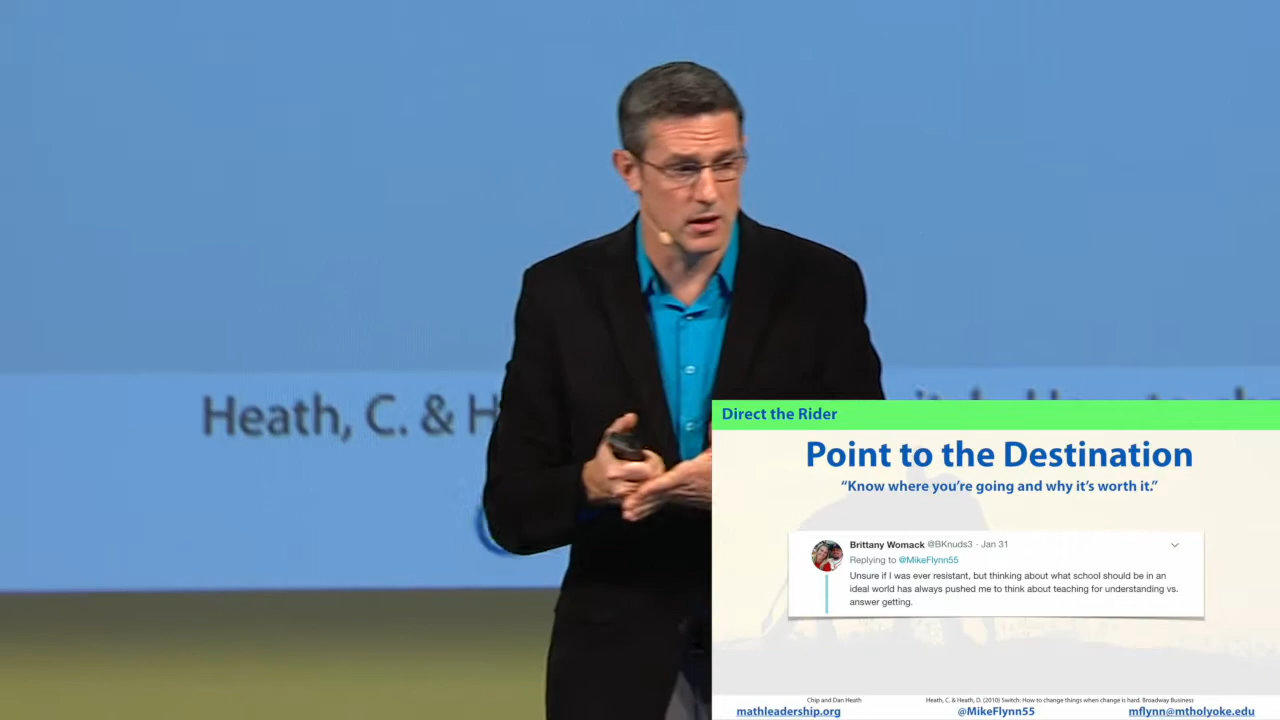 Heath, C. & H
Direct the Rider
Point to the Destination
“Know where you’re going and why it’s worth it.”
Brittany Womack @BKnuds3 · Jan 31
Replying to @MikeFlynn55
Unsure if I was ever resistant, but thinking about what school should be in an
ideal world has always pushed me to think about teaching for understanding vs.
answer getting.
Chip and Dan Heath
Heath, C. & Heath, D. (2010) Switch: How to change things when change is hard. Broadway Business
mathleadership.org
@MikeFlynn55
mflynn@mtholyoke.edu